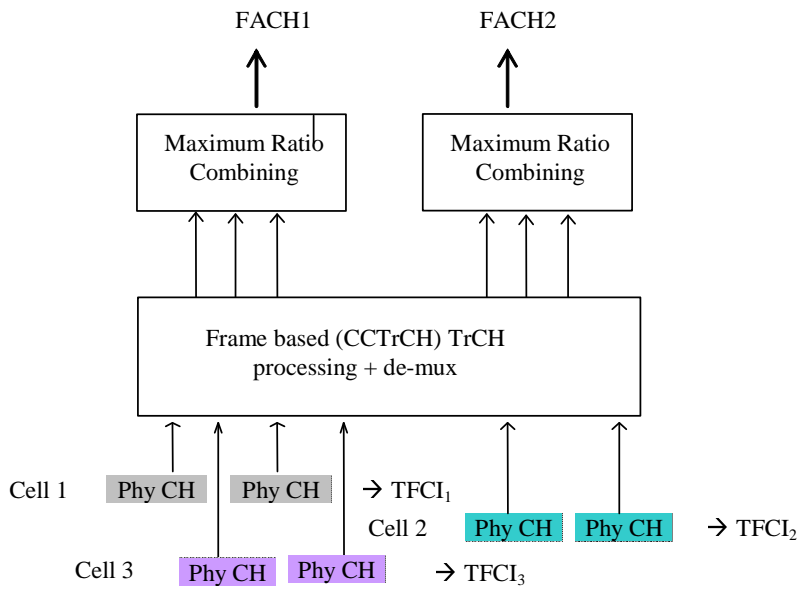 FACH1
FACH2
Maximum Ratio
Combining
Maximum Ratio
Combining
Frame based (CCTrCH) TrCH
processing + de-mux
Cell 1 Phy CH Phy CH → TFCI₁
Cell 2 Phy CH Phy CH → TFCI₂
Cell 3 Phy CH Phy CH → TFCI₃